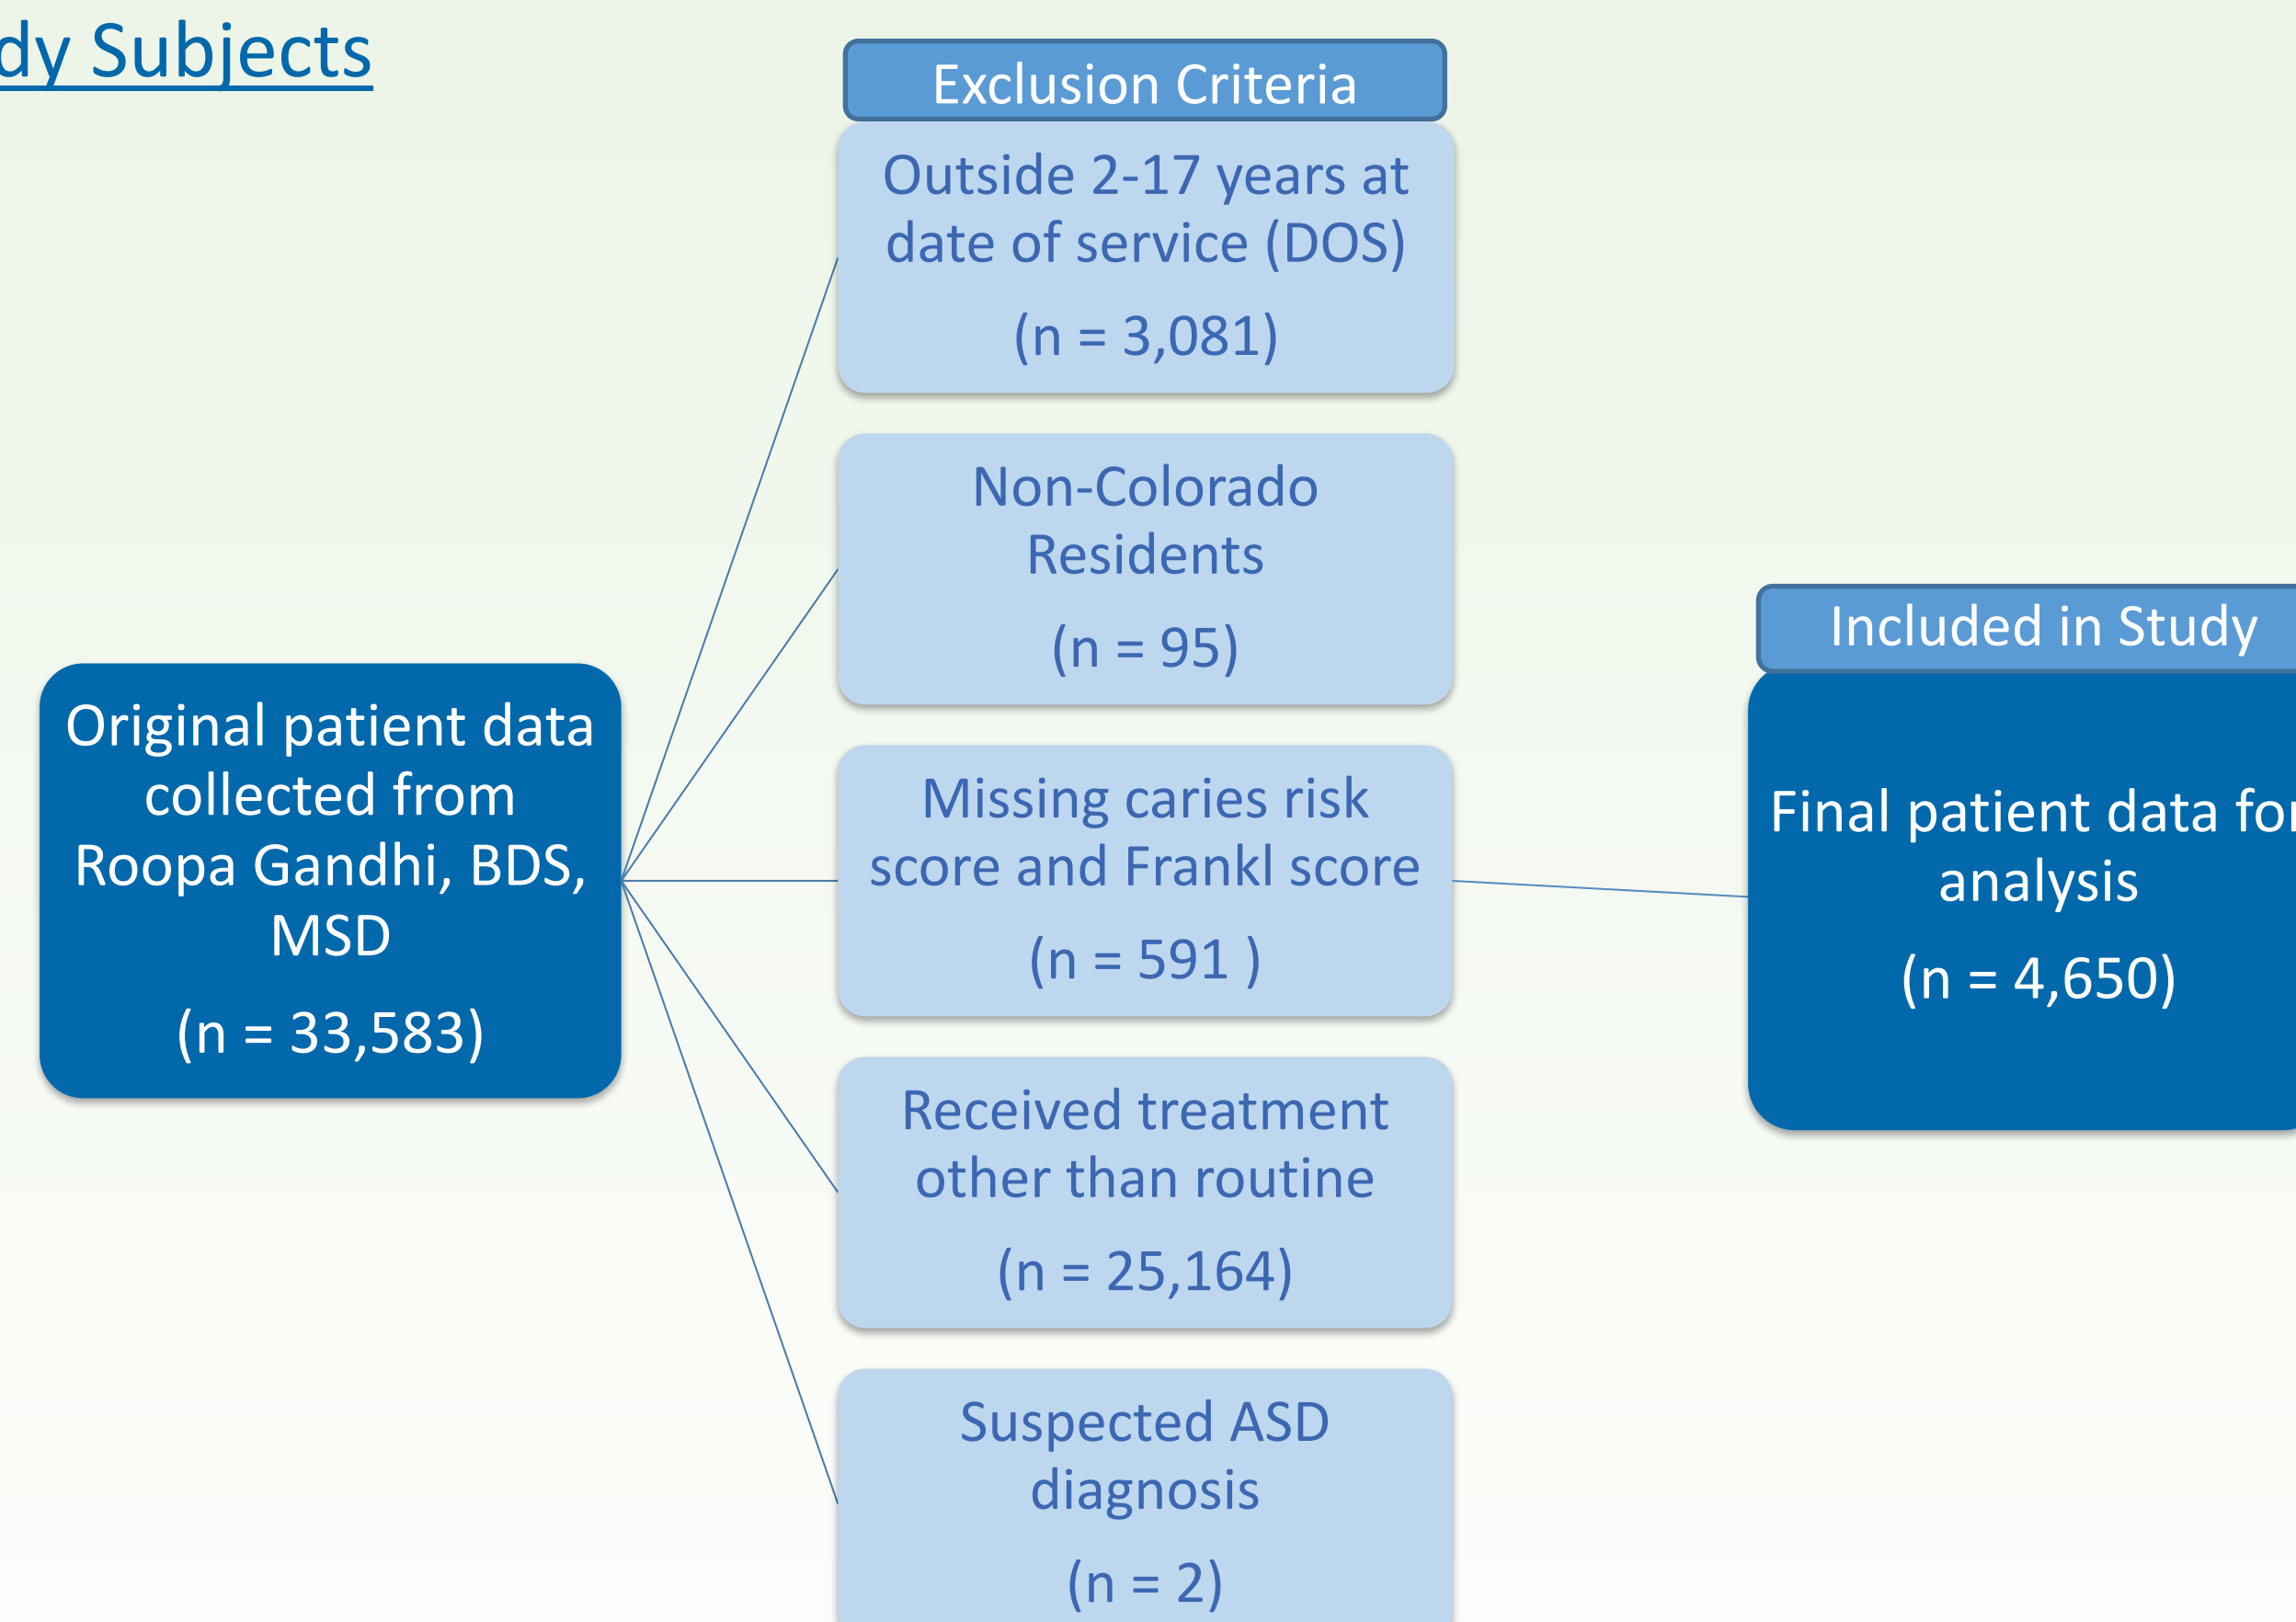 dy Subjects
Exclusion Criteria
Outside 2-17 years at
date of service (DOS)
(n = 3,081)
Non-Colorado
Residents
(n = 95)
Missing caries risk
score and Frankl score
(n = 591 )
Received treatment
other than routine
(n = 25,164)
Suspected ASD
diagnosis
(n = 2)
Original patient data
collected from
Roopa Gandhi, BDS,
MSD
(n = 33,583)
Included in Study
Final patient data for
analysis
(n = 4,650)